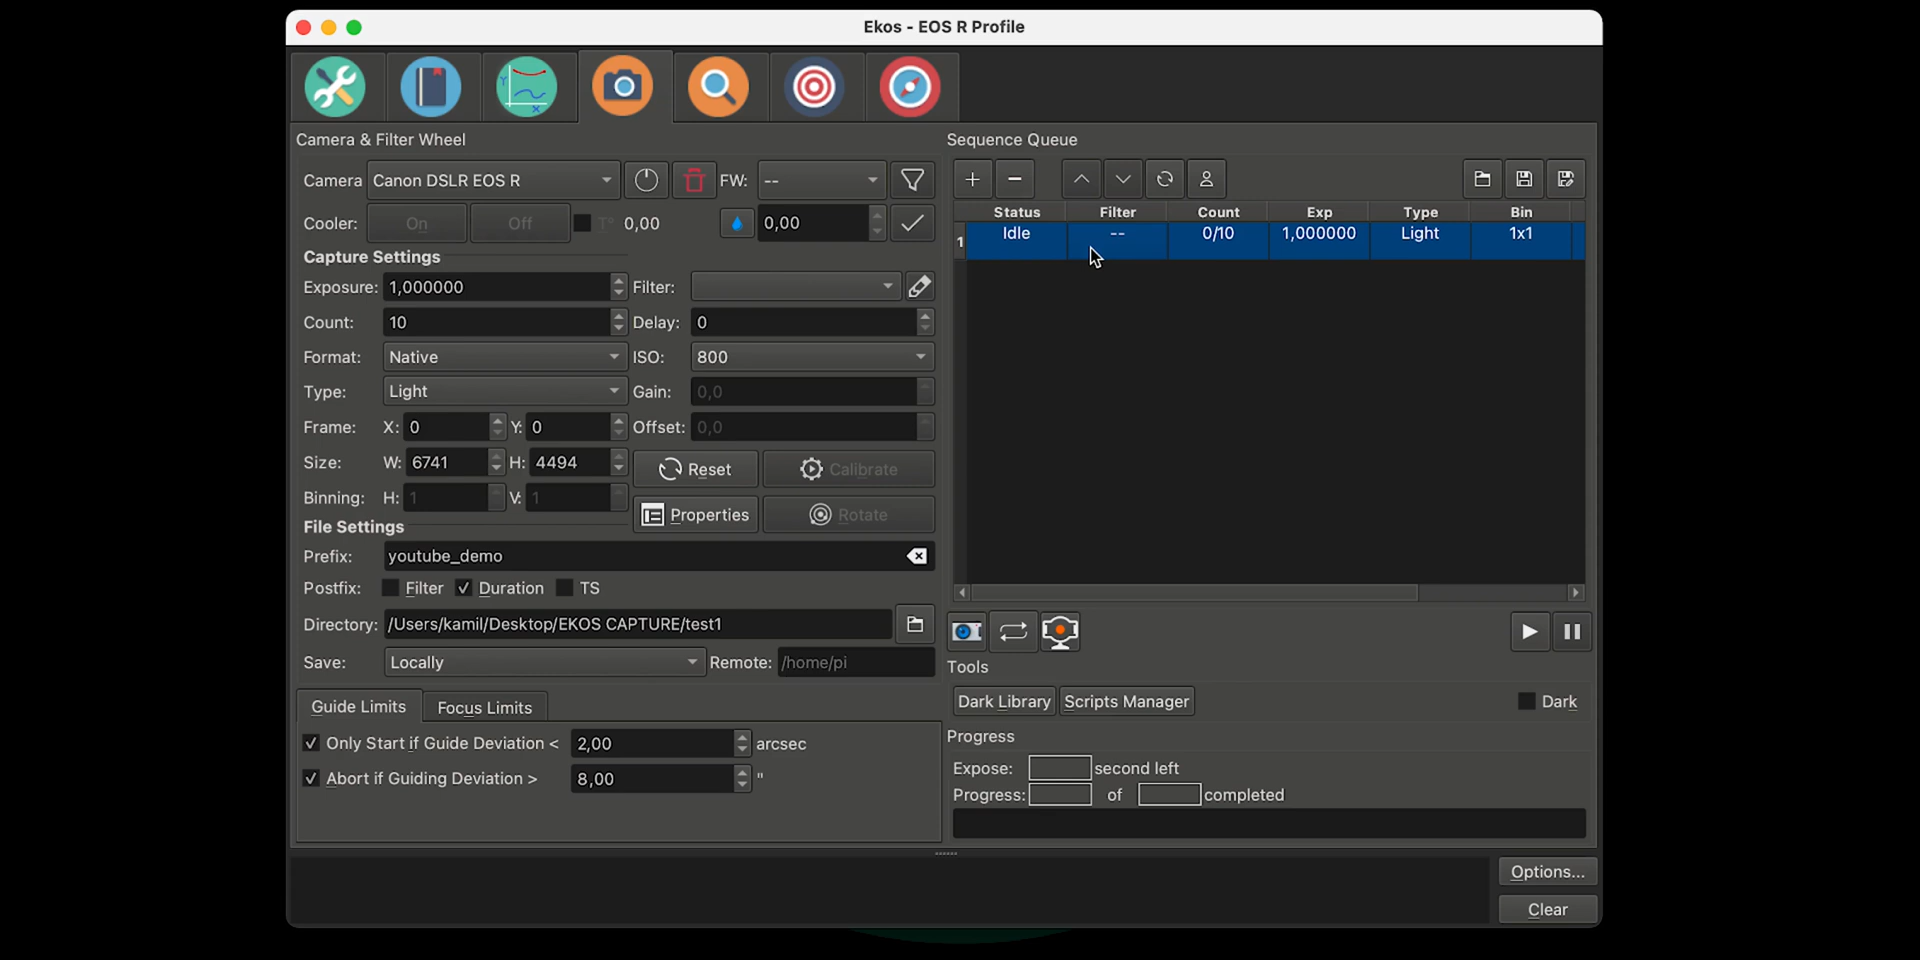 Ekos - EOS R Profile
Camera & Filter Wheel
Camera Canon DSLR EOS R FW: --
Cooler: On Off T° 0,00 0,00
Capture Settings
Exposure: 1,000000 Filter:
Count: 10 Delay: 0
Format: Native ISO: 800
Type: Light Gain: 0,0
Frame: X: 0 Y: 0 Offset: 0,0
Size: W: 6741 H: 4494 Reset Calibrate
Binning: H: 1 V: 1 Properties Rotate
File Settings
Prefix: youtube_demo
Postfix: Filter Duration TS
Directory: /Users/kamil/Desktop/EKOS CAPTURE/test1
Save: Locally Remote: /home/pi
Guide Limits Focus Limits
Only Start if Guide Deviation < 2,00 arcsec
Abort if Guiding Deviation > 8,00 "
Sequence Queue
Status Filter Count Exp Type Bin
1 Idle -- 0/10 1,000000 Light 1x1
Tools
Dark Library Scripts Manager Dark
Progress
Expose: second left
Progress: of completed
Options...
Clear